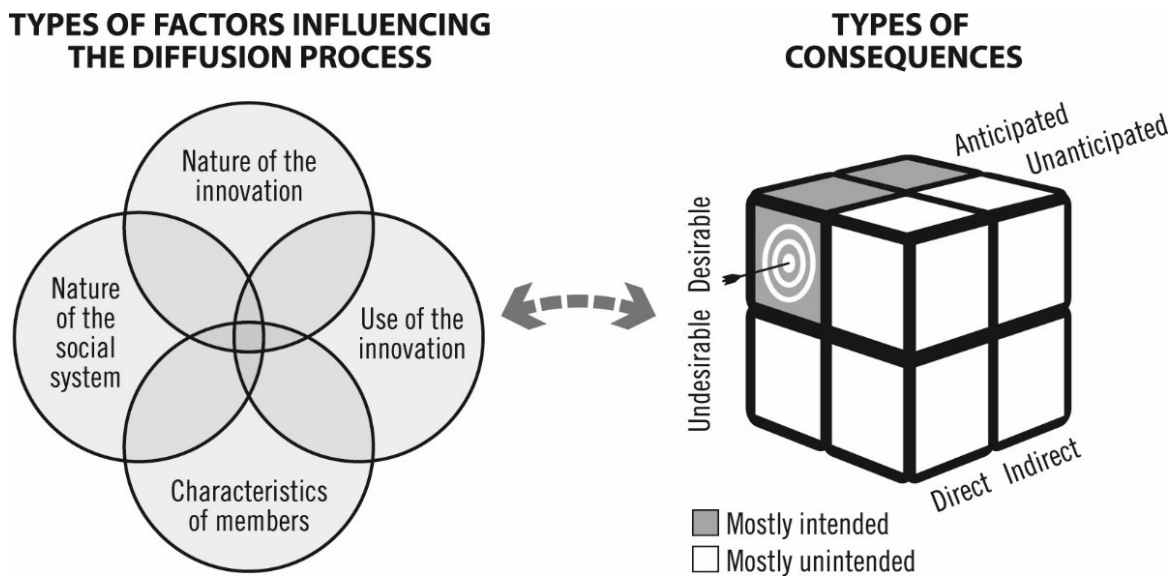 TYPES OF FACTORS INFLUENCING
THE DIFFUSION PROCESS
Nature of the
innovation
Nature
of the
social
system
Use of the
innovation
Characteristics
of members
TYPES OF
CONSEQUENCES
Anticipated
Unanticipated
Desirable
Undesirable
Direct
Indirect
Mostly intended
Mostly unintended